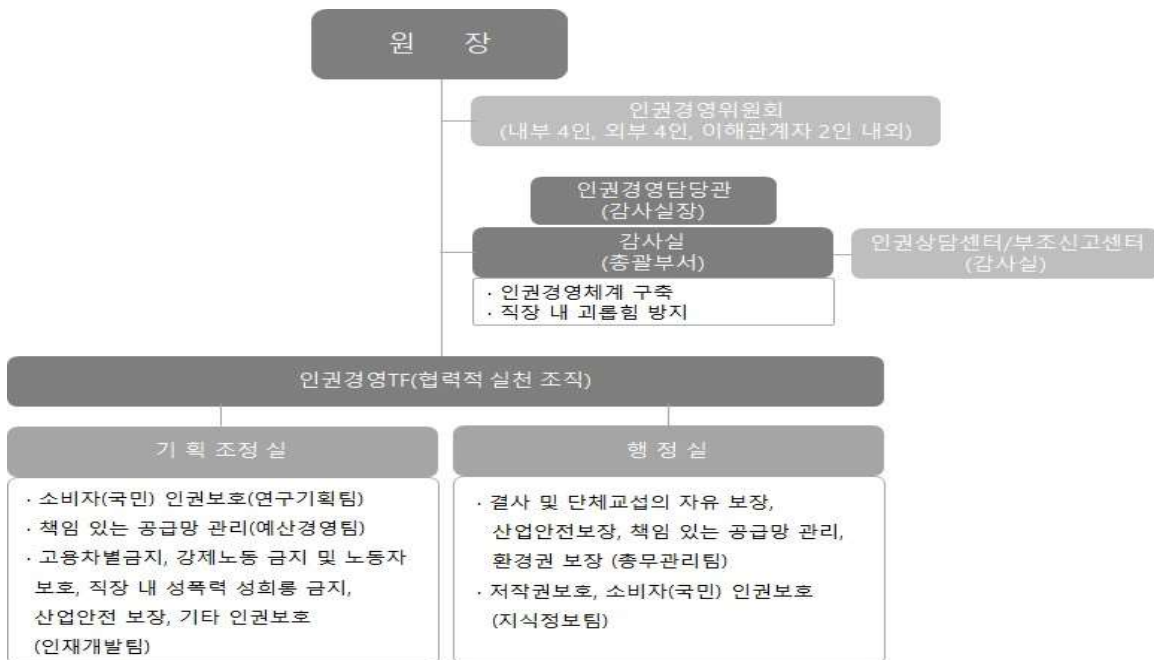 원 장
인권경영위원회
(내부 4인, 외부 4인, 이해관계자 2인 내외)
인권경영담당관
(감사실장)
감사실
(총괄부서)
인권상담센터/부조신고센터
(감사실)
· 인권경영체계 구축
· 직장 내 괴롭힘 방지
인권경영TF(협력적 실천 조직)
기 획 조 정 실
· 소비자(국민) 인권보호(연구기획팀)
· 책임 있는 공급망 관리(예산경영팀)
· 고용차별금지, 강제노동 금지 및 노동자
보호, 직장 내 성폭력 성희롱 금지,
산업안전 보장, 기타 인권보호
(인재개발팀)
행 정 실
· 결사 및 단체교섭의 자유 보장,
산업안전보장, 책임 있는 공급망 관리,
환경권 보장 (총무관리팀)
· 저작권보호, 소비자(국민) 인권보호
(지식정보팀)